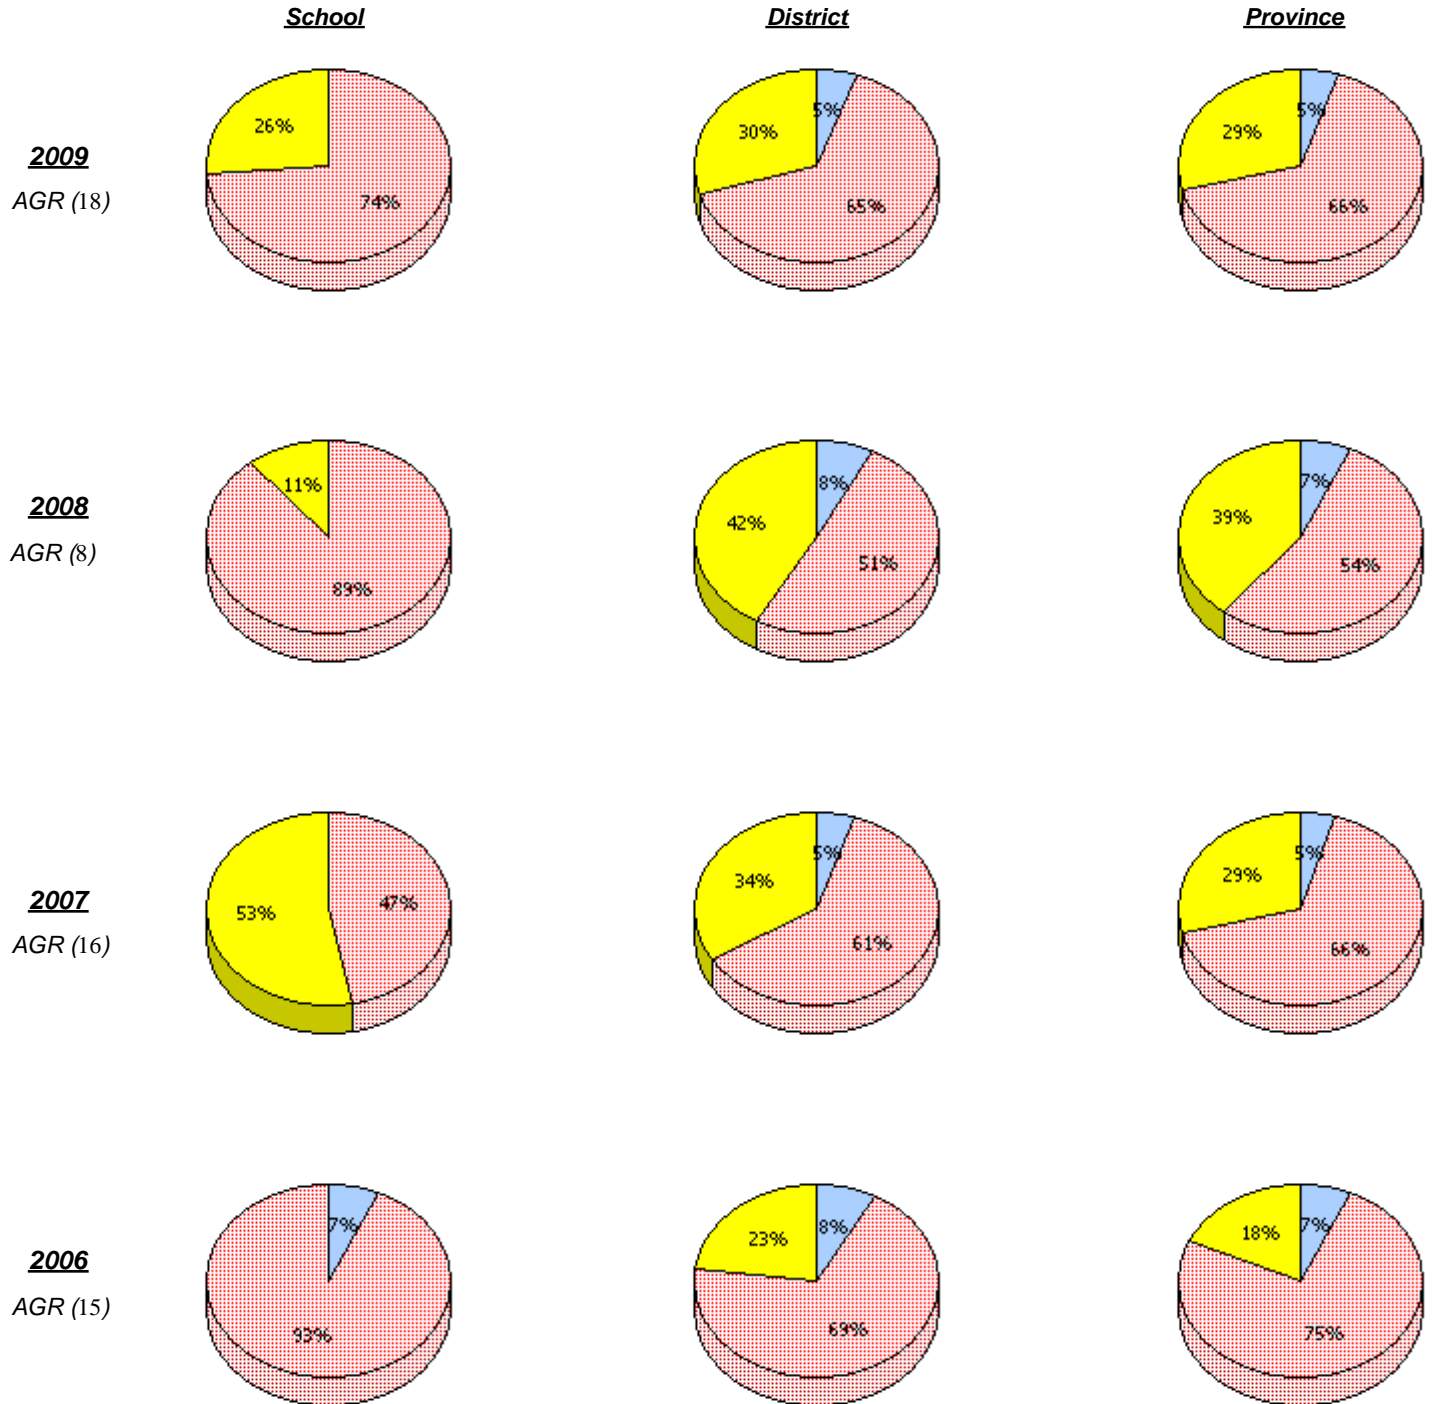 School District Province
26% 74% 30% 5% 65% 29% 5% 66%
2009
AGR (18)
11% 89% 42% 8% 51% 39% 7% 54%
2008
AGR (8)
53% 47% 34% 5% 61% 29% 5% 66%
2007
AGR (16)
7% 93% 23% 8% 69% 18% 7% 75%
2006
AGR (15)